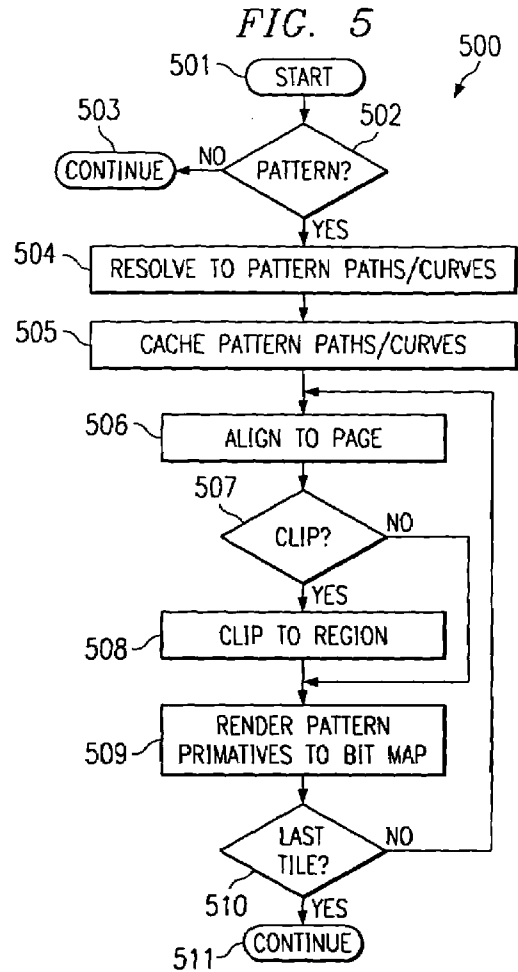 FIG. 5
500
501
START
502
503
CONTINUE
NO
PATTERN?
YES
504
RESOLVE TO PATTERN PATHS/CURVES
505
CACHE PATTERN PATHS/CURVES
506
ALIGN TO PAGE
507
CLIP?
NO
YES
508
CLIP TO REGION
509
RENDER PATTERN
PRIMATIVES TO BIT MAP
LAST
TILE?
NO
510
YES
511
CONTINUE